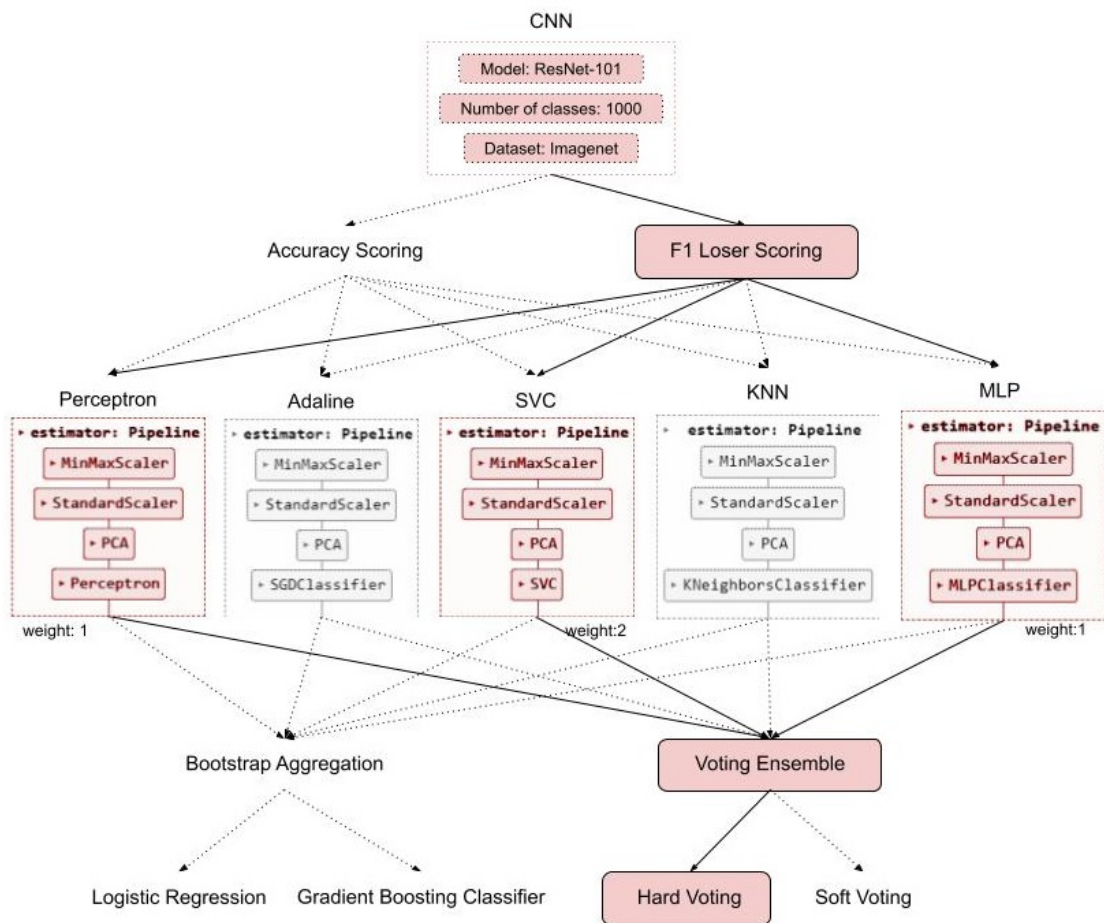 CNN
Model: ResNet-101
Number of classes: 1000
Dataset: Imagenet
Accuracy Scoring
F1 Loser Scoring
Perceptron
estimator: Pipeline
MinMaxScaler
StandardScaler
PCA
Perceptron
weight: 1
Adaline
estimator: Pipeline
MinMaxScaler
StandardScaler
PCA
SGDClassifier
SVC
estimator: Pipeline
MinMaxScaler
StandardScaler
PCA
SVC
weight:2
KNN
estimator: Pipeline
MinMaxScaler
StandardScaler
PCA
KNeighborsClassifier
MLP
estimator: Pipeline
MinMaxScaler
StandardScaler
PCA
MLPClassifier
weight:1
Bootstrap Aggregation
Voting Ensemble
Logistic Regression
Gradient Boosting Classifier
Hard Voting
Soft Voting